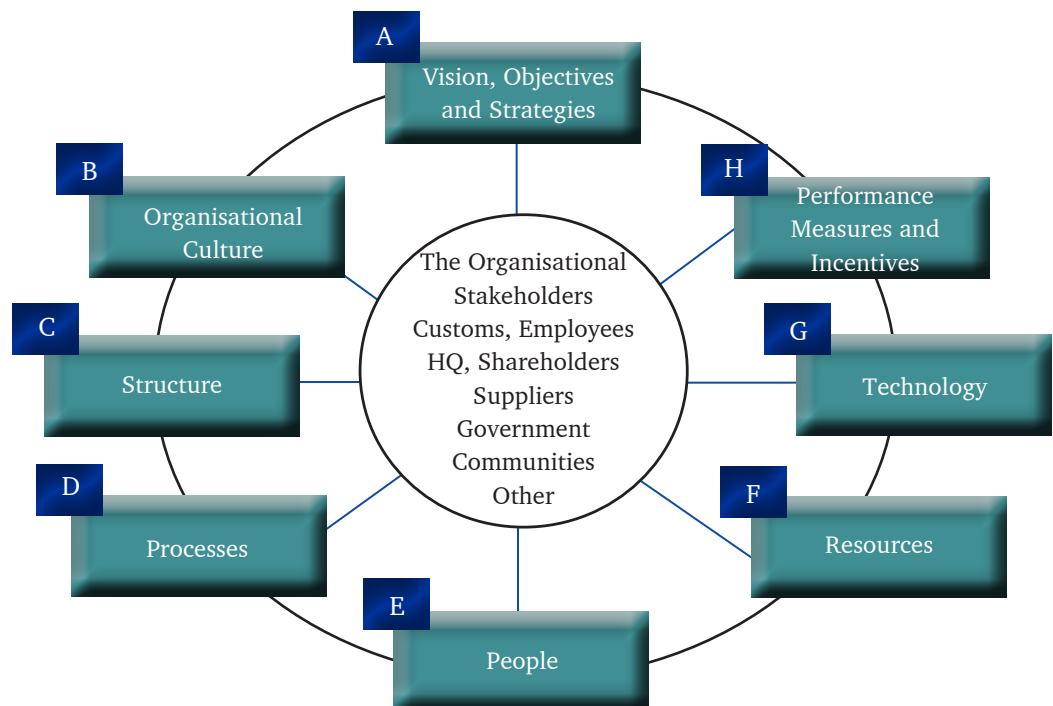 A
Vision, Objectives
and Strategies
B
Organisational
Culture
C
Structure
D
Processes
E
People
F
Resources
G
Technology
H
Performance
Measures and
Incentives
The Organisational
Stakeholders
Customs, Employees
HQ, Shareholders
Suppliers
Government
Communities
Other